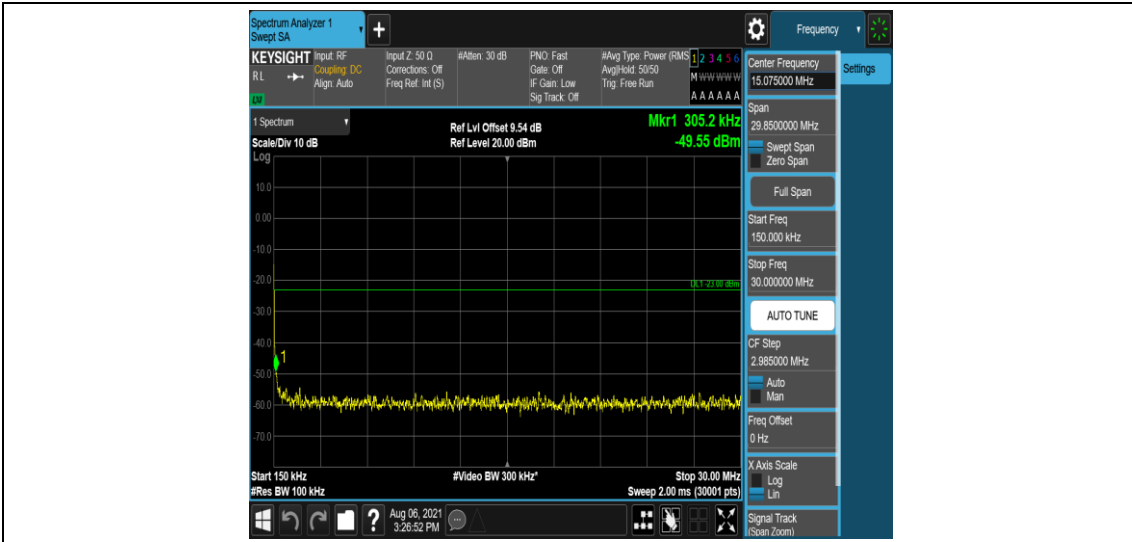 Spectrum Analyzer 1
Swept SA
Frequency
KEYSIGHT
RL
LXI
Input: RF
Coupling: DC
Align: Auto
Input Z: 50 Ω
Corrections: Off
Freq Ref: Int (S)
#Atten: 30 dB
PNO: Fast
Gate: Off
IF Gain: Low
Sig Track: Off
#Avg Type: Power (RMS
Avg|Hold: 50/50
Trig: Free Run
1 2 3 4 5 6
M W W W W W
A A A A A A
1 Spectrum
Scale/Div 10 dB
Log
Ref Lvl Offset 9.54 dB
Ref Level 20.00 dBm
Mkr1 305.2 kHz
-49.55 dBm
10.0
0.00
-10.0
-20.0
DL1 -23.00 dBm
-30.0
-40.0
1
-50.0
-60.0
-70.0
Start 150 kHz
#Res BW 100 kHz
#Video BW 300 kHz*
Stop 30.00 MHz
Sweep 2.00 ms (30001 pts)
?
Aug 06, 2021
3:26:52 PM
Center Frequency
15.075000 MHz
Settings
Span
29.8500000 MHz
Swept Span
Zero Span
Full Span
Start Freq
150.000 kHz
Stop Freq
30.000000 MHz
AUTO TUNE
CF Step
2.985000 MHz
Auto
Man
Freq Offset
0 Hz
X Axis Scale
Log
Lin
Signal Track
(Span Zoom)